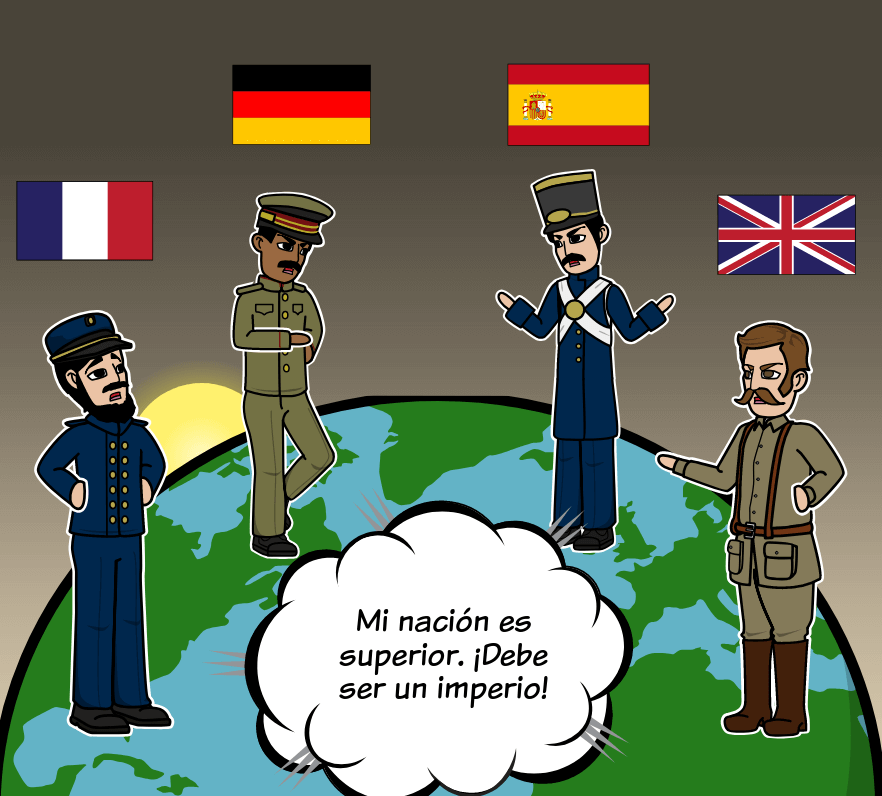 Mi nación es
superior. ¡Debe
ser un imperio!